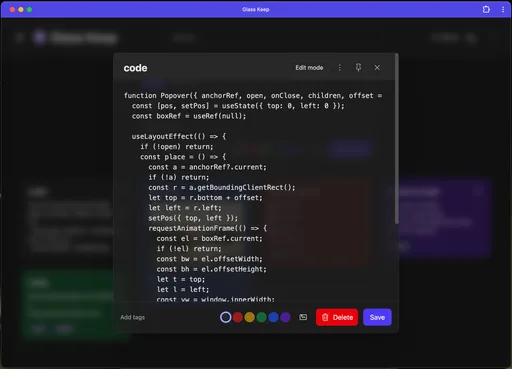 Glass Keep
Glass Keep
code
Edit mode
function Popover({ anchorRef, open, onClose, children, offset =
const [pos, setPos] = useState({ top: 0, left: 0 });
const boxRef = useRef(null);
useLayoutEffect(() => {
if (!open) return;
const place = () => {
const a = anchorRef?.current;
if (!a) return;
const r = a.getBoundingClientRect();
let top = r.bottom + offset;
let left = r.left;
setPos({ top, left });
requestAnimationFrame(() => {
const el = boxRef.current;
if (!el) return;
const bw = el.offsetWidth;
const bh = el.offsetHeight;
let t = top;
let l = left;
const vw = window.innerWidth;
Add tags
Delete
Save